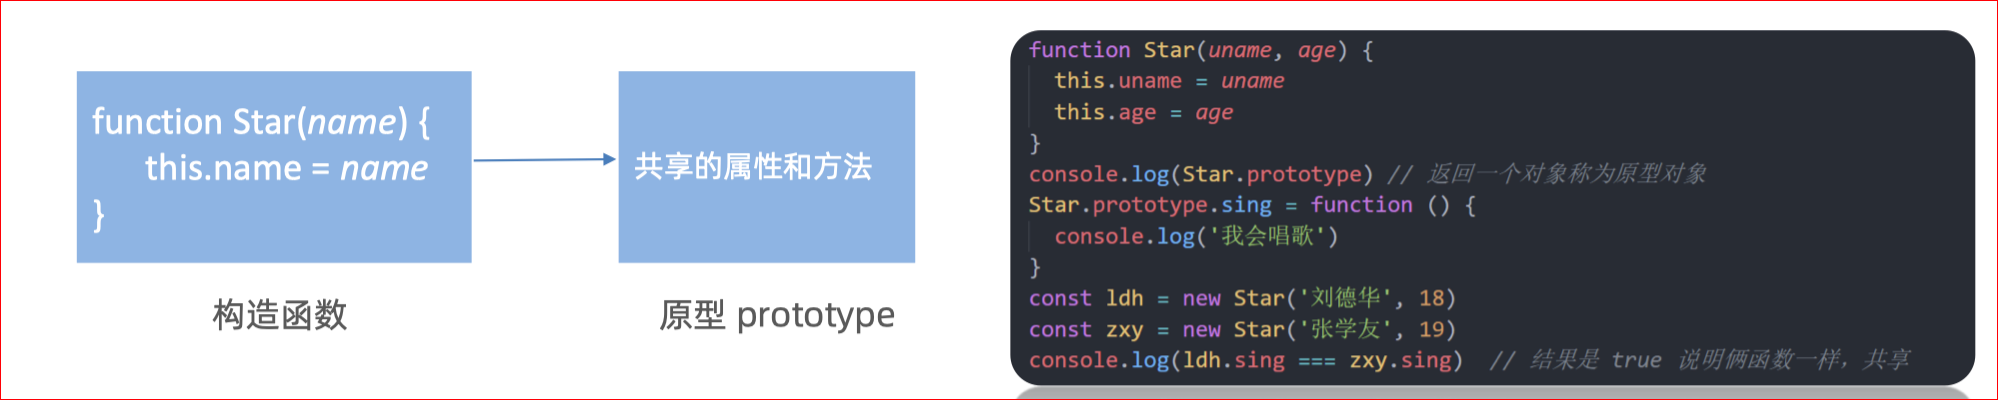 function Star(name) {
this.name = name
}
构造函数
共享的属性和方法
原型 prototype
function Star(uname, age) {
this.uname = uname
this.age = age
}
console.log(Star.prototype) // 返回一个对象称为原型对象
Star.prototype.sing = function () {
console.log('我会唱歌')
}
const ldh = new Star('刘德华', 18)
const zxy = new Star('张学友', 19)
console.log(ldh.sing === zxy.sing) // 结果是 true 说明俩函数一样，共享